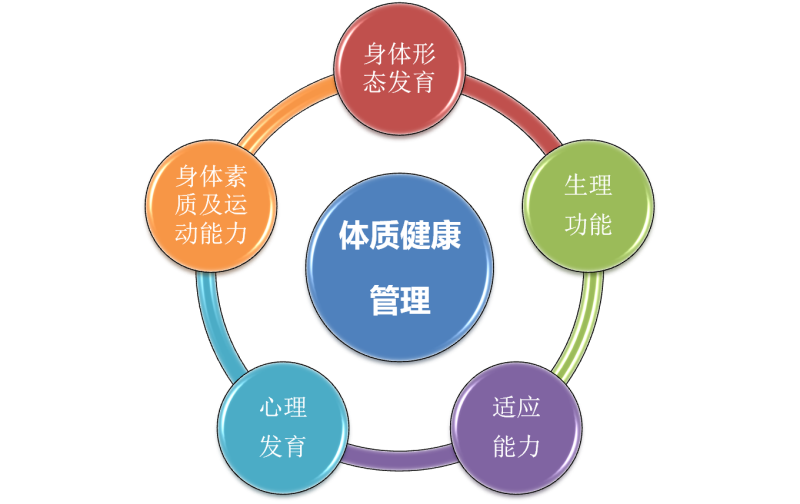 身体形
态发育
身体素
质及运
动能力
生理
功能
体质健康
管理
心理
发育
适应
能力